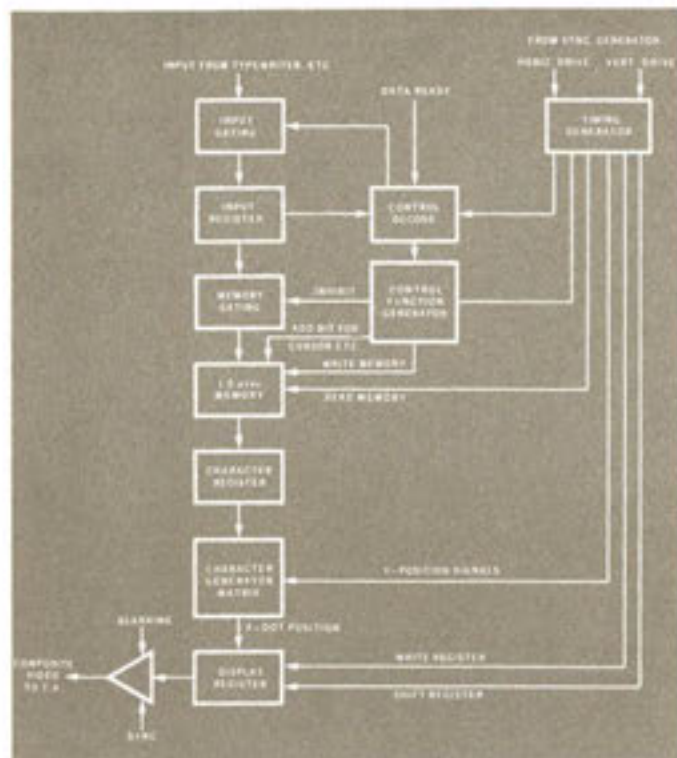 FROM SYNC. GENERATOR
HORIZ. DRIVE
VERT. DRIVE
INPUT FROM TYPEWRITER, ETC
DATA READY
INPUT
GATING
TIMING
GENERATOR
INPUT
REGISTER
CONTROL
DECODE
MEMORY
GATING
INHIBIT
CONTROL
FUNCTION
GENERATOR
ADD BIT FOR
CURSOR ETC.
WRITE MEMORY
MEMORY
READ MEMORY
CHARACTER
REGISTER
CHARACTER
GENERATOR
MATRIX
V-POSITION SIGNALS
X-DOT POSITION
BLANKING
WRITE REGISTER
COMPOSITE
VIDEO
TO
DISPLAY
REGISTER
SHIFT REGISTER
SYNC